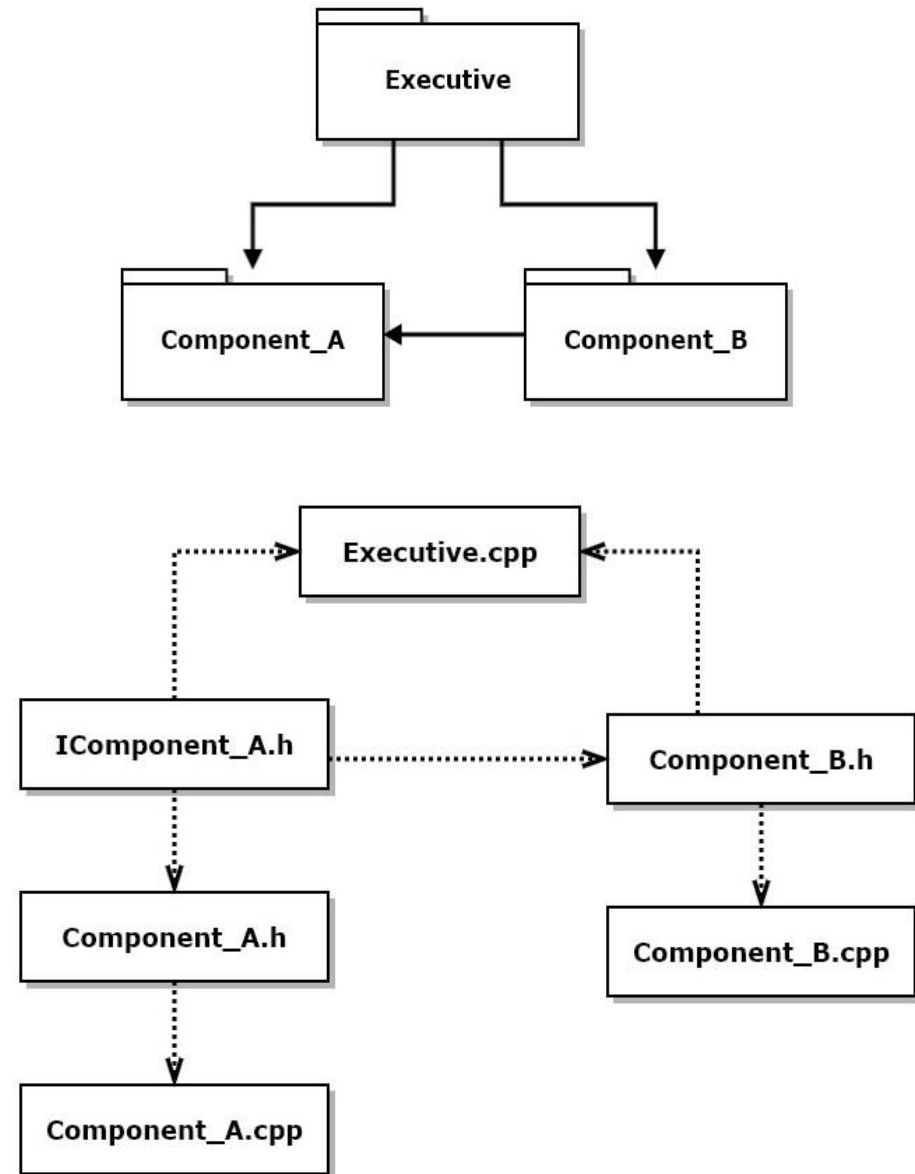 Executive
Component_A
Component_B
Executive.cpp
IComponent_A.h
Component_B.h
Component_A.h
Component_B.cpp
Component_A.cpp